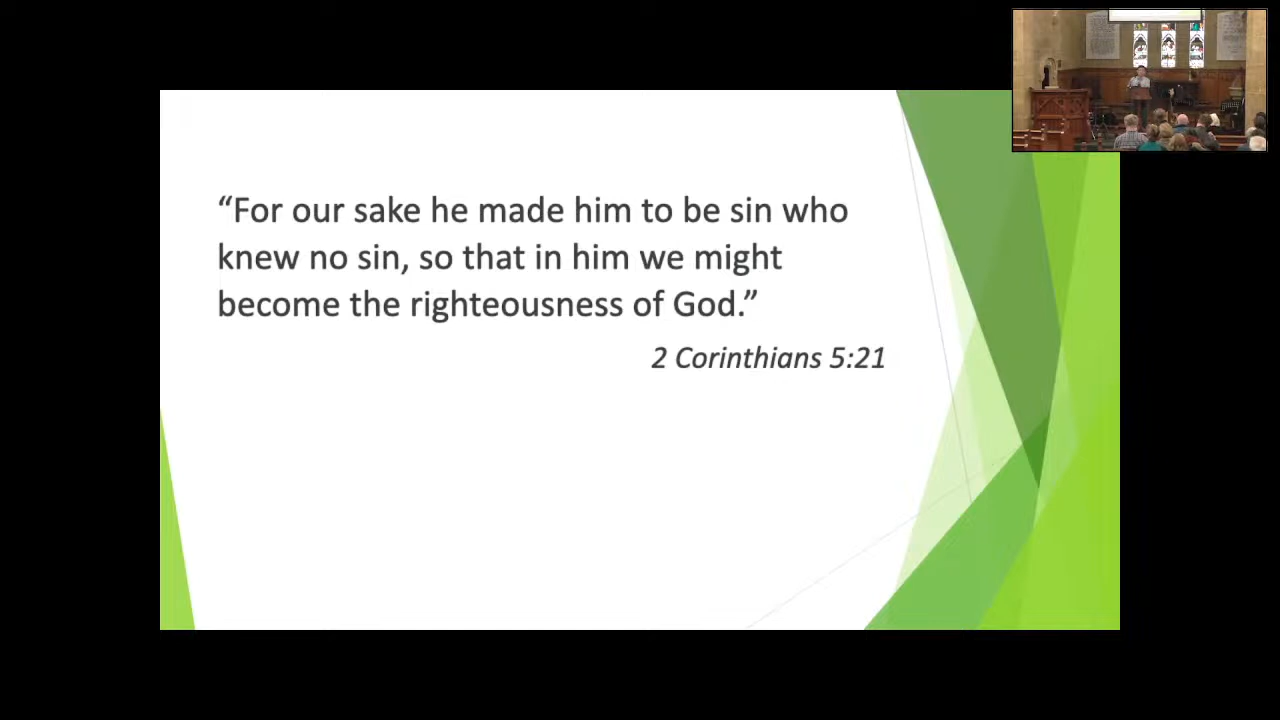 “For our sake he made him to be sin who
knew no sin, so that in him we might
become the righteousness of God.”
2 Corinthians 5:21